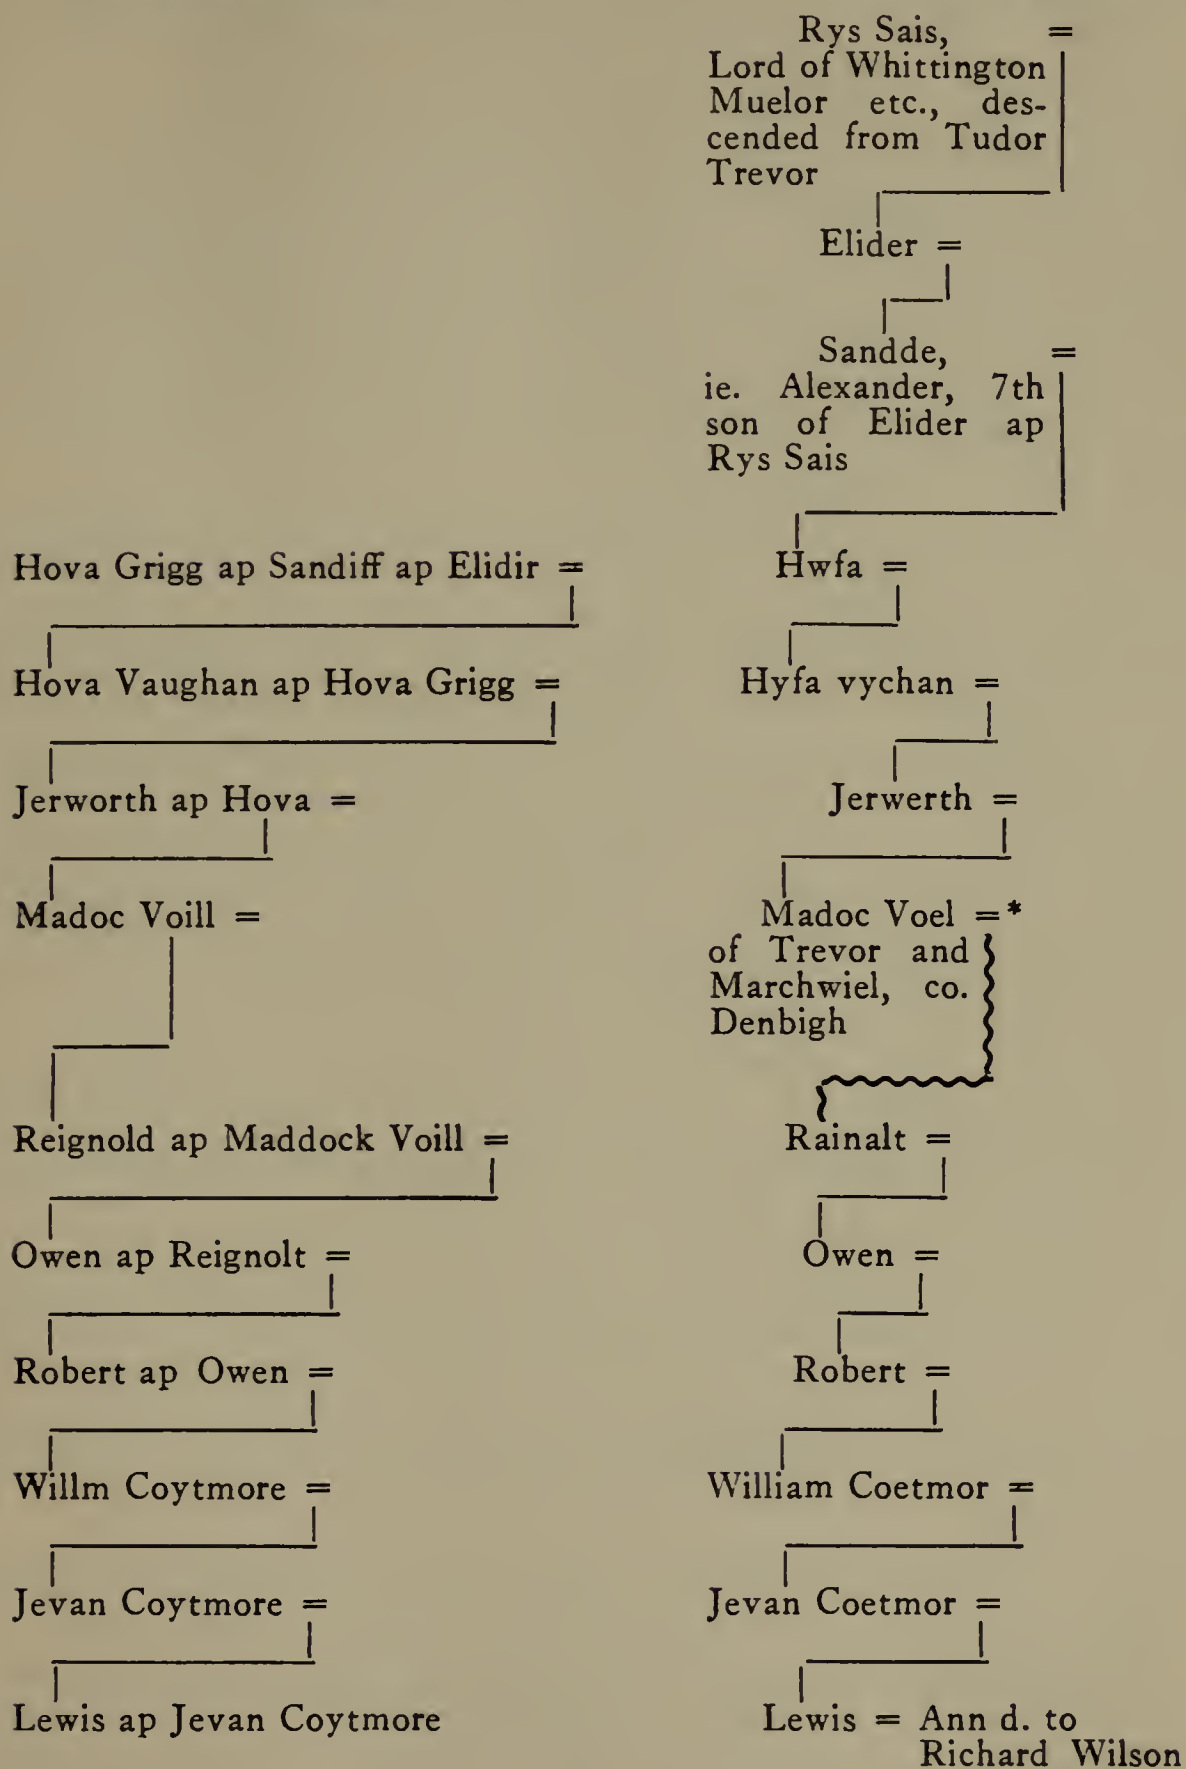 Rys Sais, =
Lord of Whittington
Muelor etc., des-
cended from Tudor
Trevor
Elider =
Sandde, =
ie. Alexander, 7th
son of Elider ap
Rys Sais
Hova Grigg ap Sandiff ap Elidir =
Hova Vaughan ap Hova Grigg =
Jerworth ap Hova =
Madoc Voill =
Reignold ap Maddock Voill =
Owen ap Reignolt =
Robert ap Owen =
Willm Coytmore =
Jevan Coytmore =
Lewis ap Jevan Coytmore
Hwfa =
Hyfa vychan =
Jerwerth =
Madoc Voel =*
of Trevor and
Marchwiel, co.
Denbigh
Rainalt =
Owen =
Robert =
William Coetmor =
Jevan Coetmor =
Lewis = Ann d. to
Richard Wilson